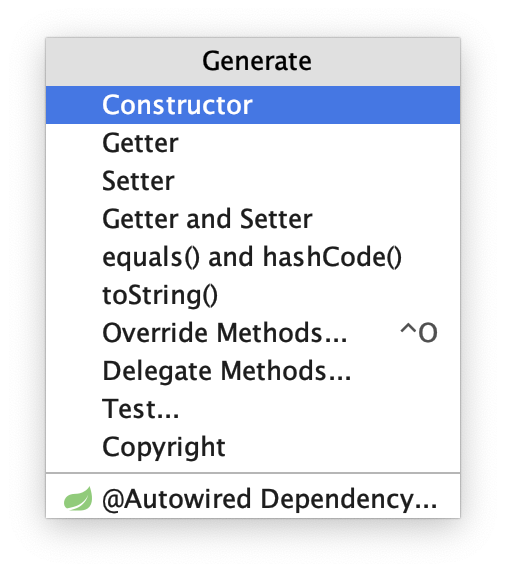 Generate
Constructor
Getter
Setter
Getter and Setter
equals() and hashCode()
toString()
Override Methods... ^O
Delegate Methods...
Test...
Copyright
@Autowired Dependency...